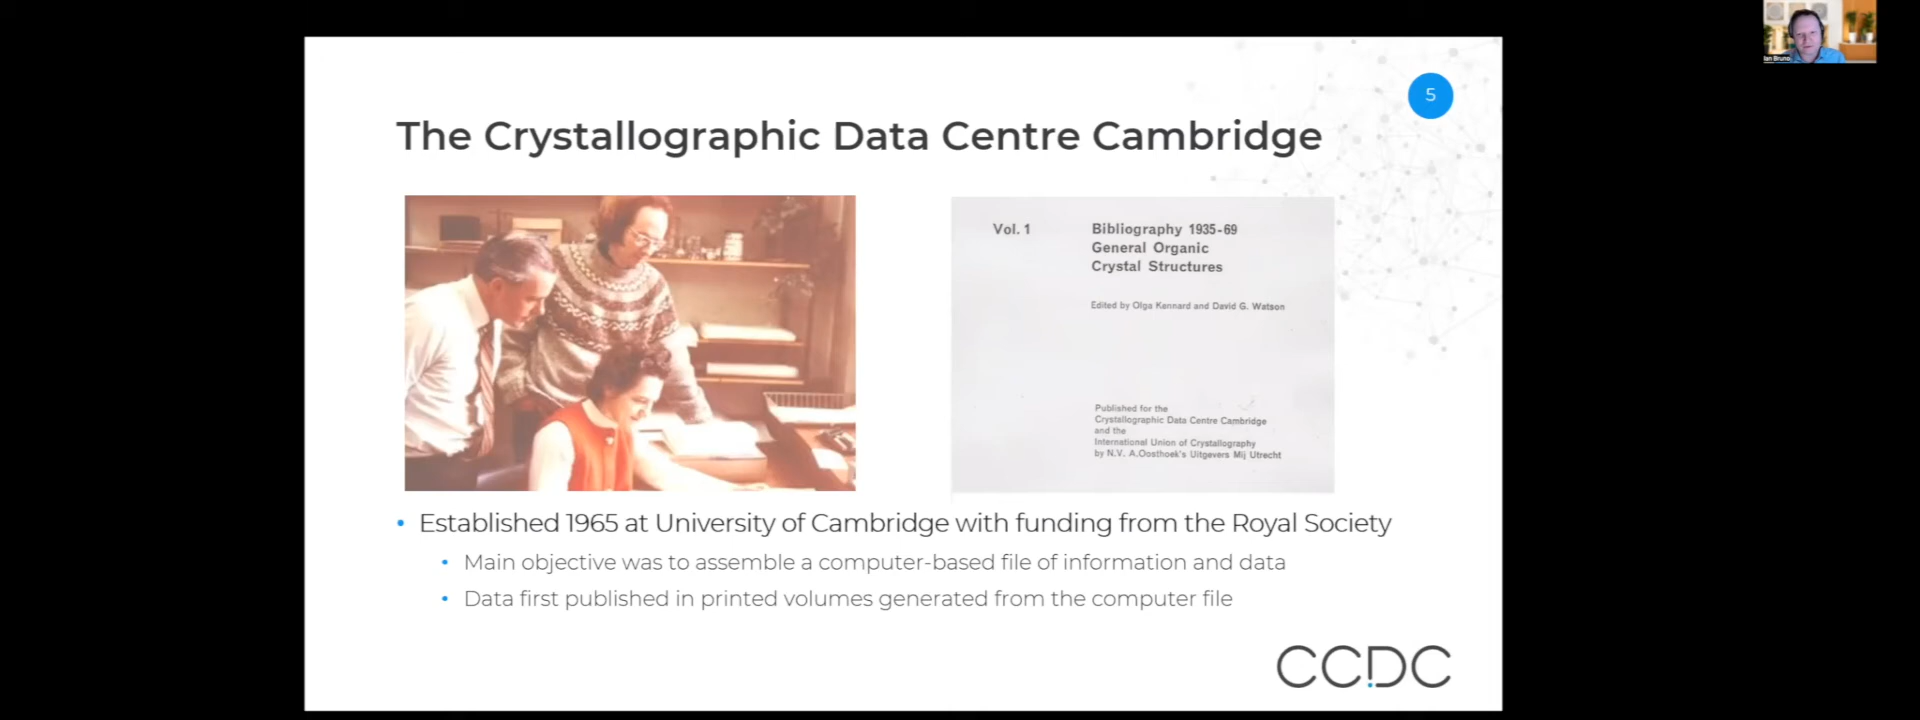 Ian Bruno
5
The Crystallographic Data Centre Cambridge
Vol. 1
Bibliography 1935-69
General Organic
Crystal Structures
Edited by Olga Kennard and David G. Watson
Published for the
Crystallographic Data Centre Cambridge
and the
International Union of Crystallography
by N.V. A.Oosthoek's Uitgevers Mij Utrecht
• Established 1965 at University of Cambridge with funding from the Royal Society
• Main objective was to assemble a computer-based file of information and data
• Data first published in printed volumes generated from the computer file
CCDC